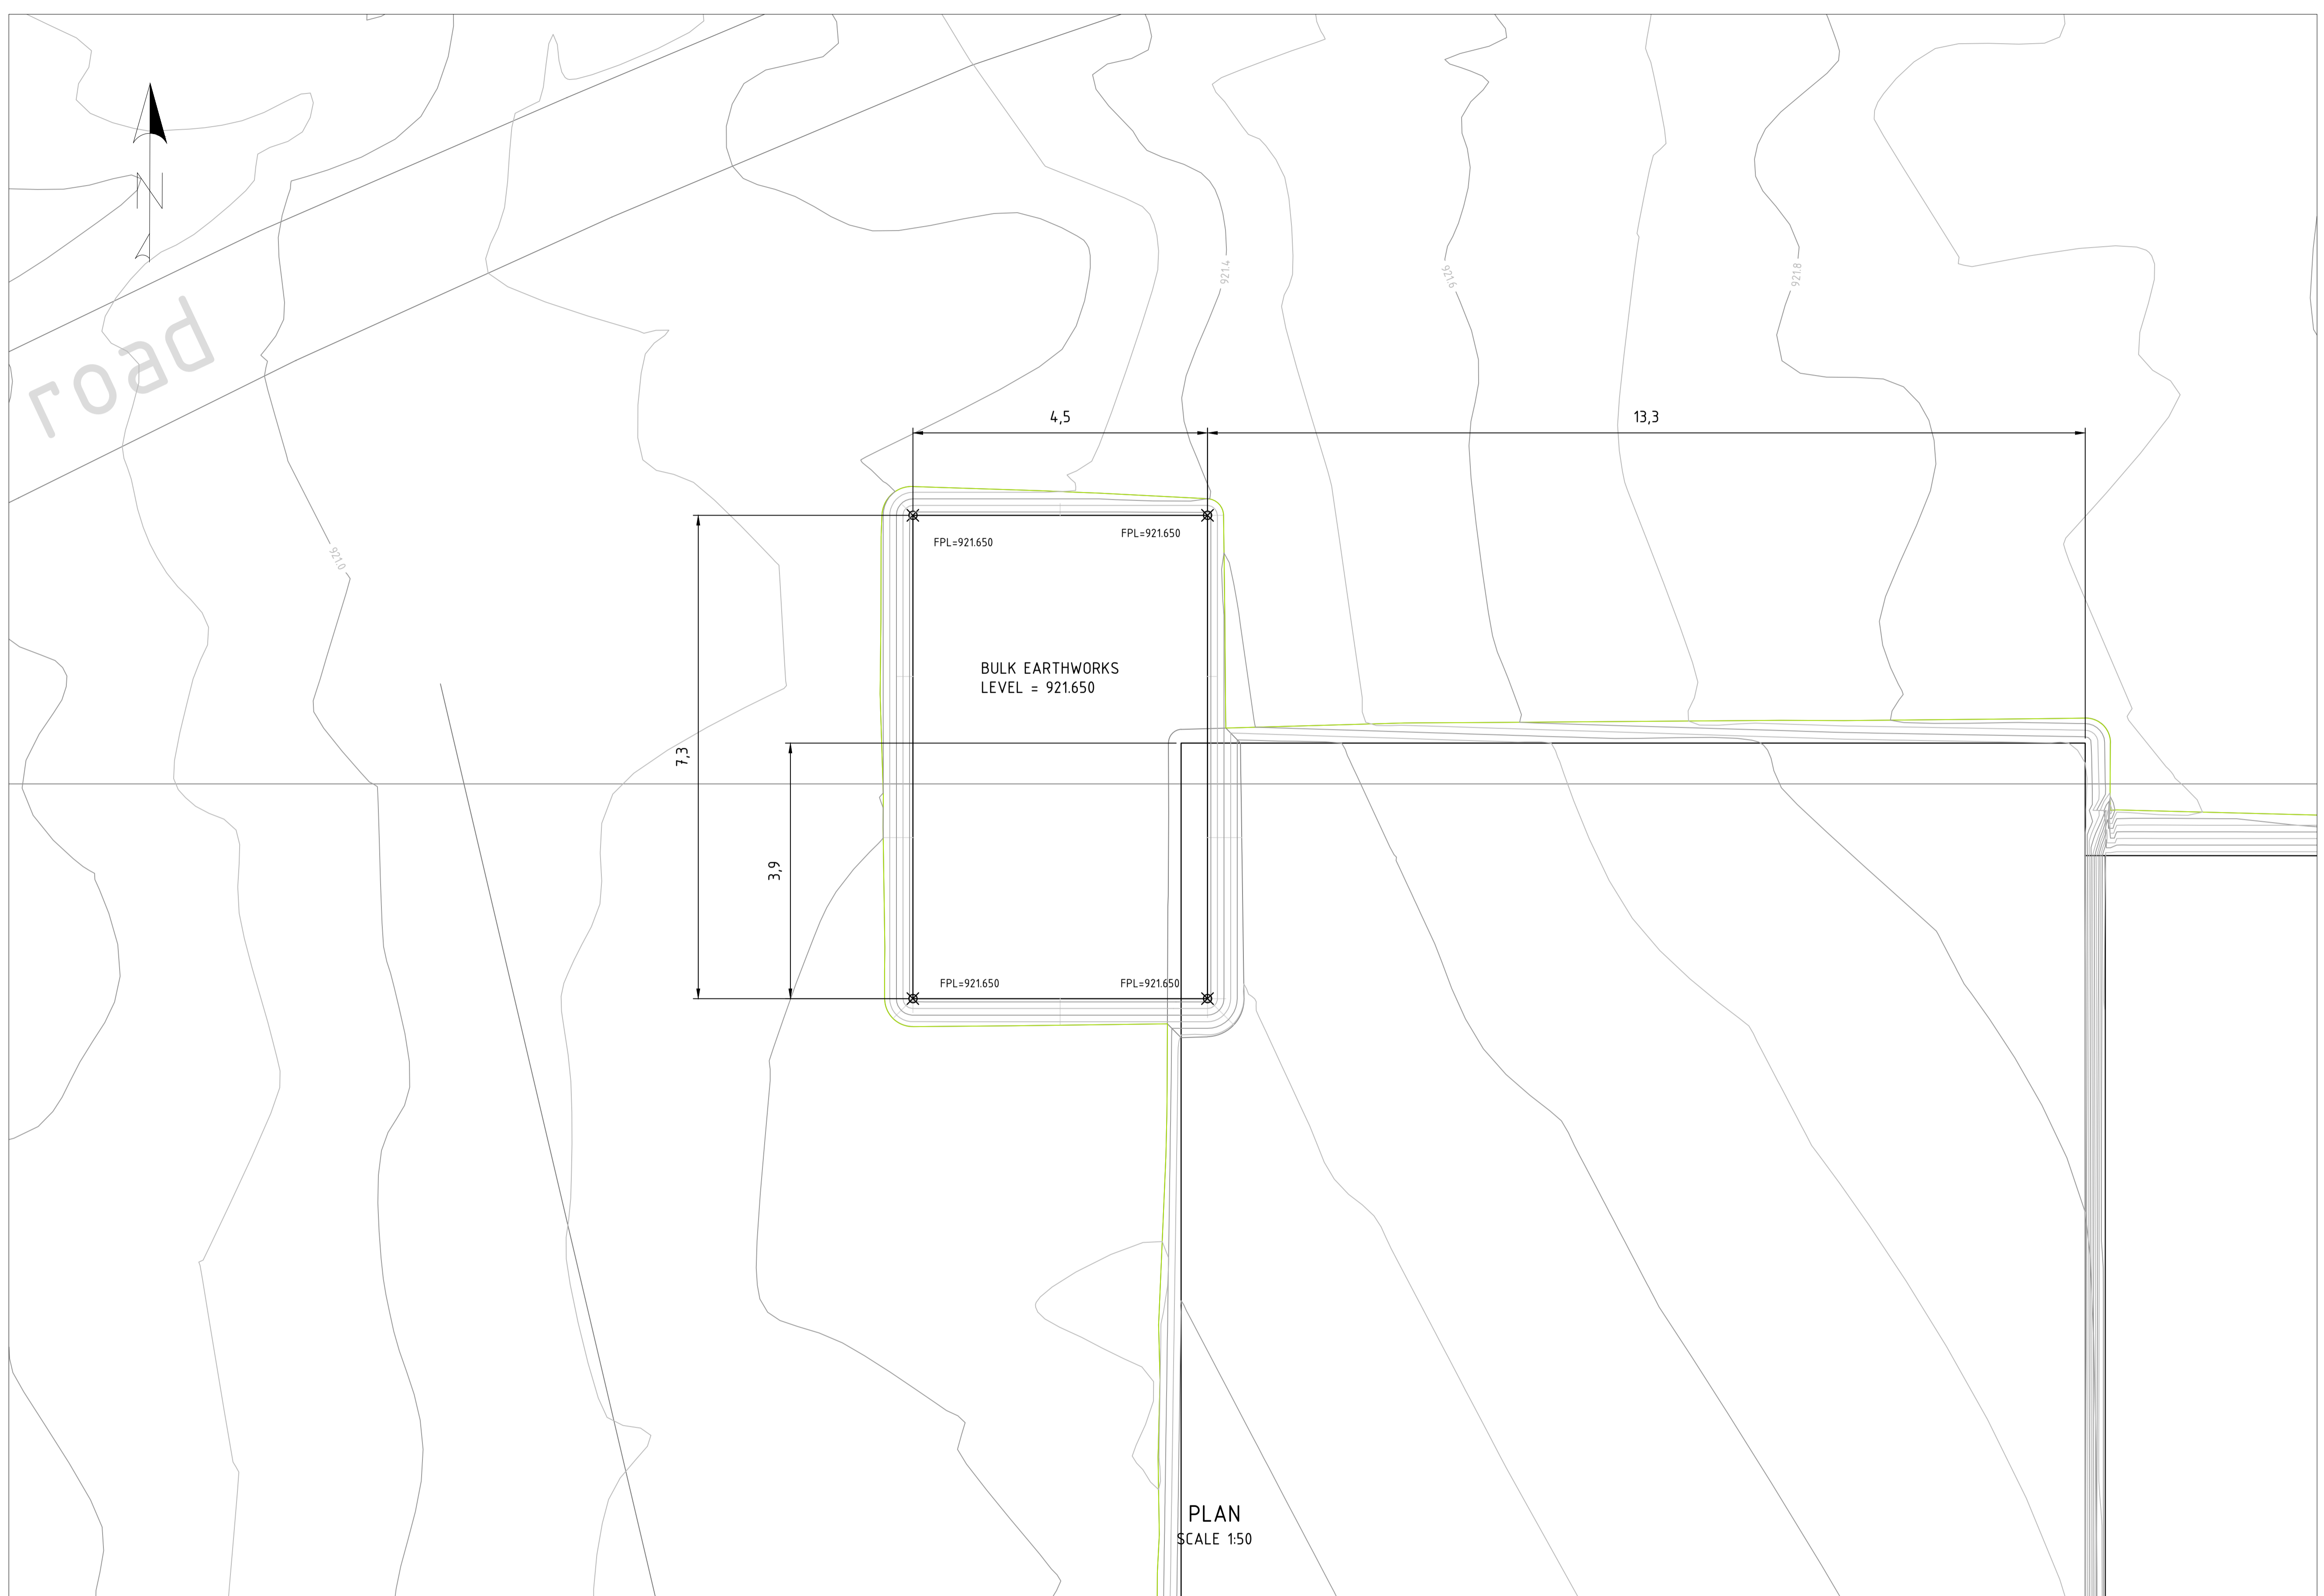 N
road
921.4
921.6
921.8
4,5
13,3
FPL=921.650
FPL=921.650
921.0
BULK EARTHWORKS
LEVEL = 921.650
7,3
3,9
FPL=921.650
FPL=921.650
PLAN
SCALE 1:50